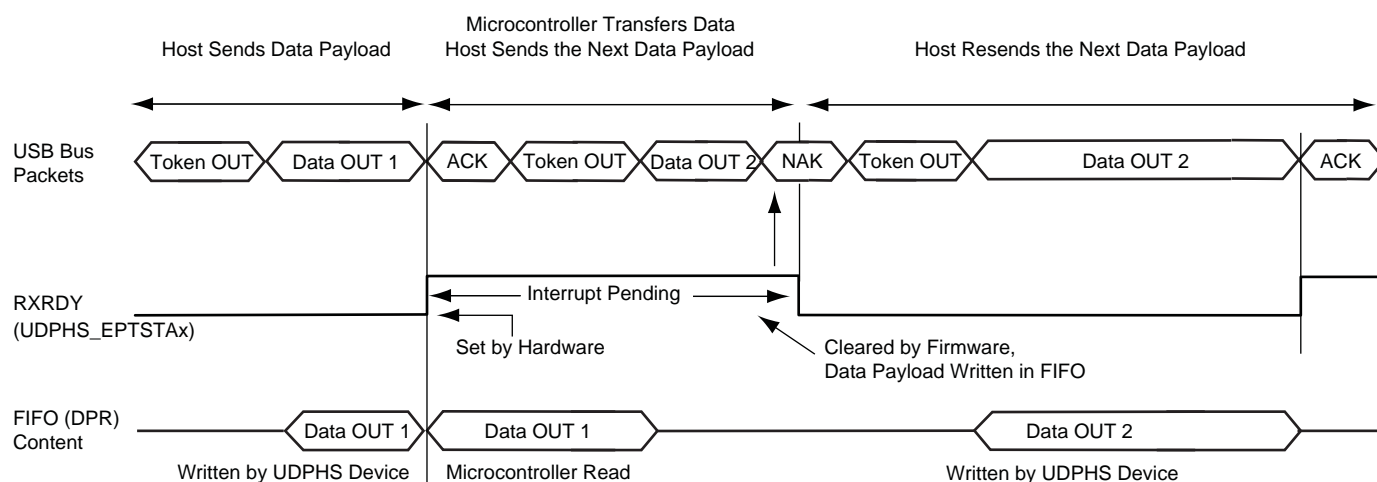 Microcontroller Transfers Data
Host Sends Data Payload
Host Sends the Next Data Payload
Host Resends the Next Data Payload
USB Bus
Packets
Token OUT
Data OUT 1
ACK
Token OUT
Data OUT 2
NAK
Token OUT
Data OUT 2
ACK
RXRDY
(UDPHS_EPTSTAx)
Interrupt Pending
Set by Hardware
Cleared by Firmware,
Data Payload Written in FIFO
FIFO (DPR)
Content
Data OUT 1
Data OUT 1
Data OUT 2
Written by UDPHS Device
Microcontroller Read
Written by UDPHS Device